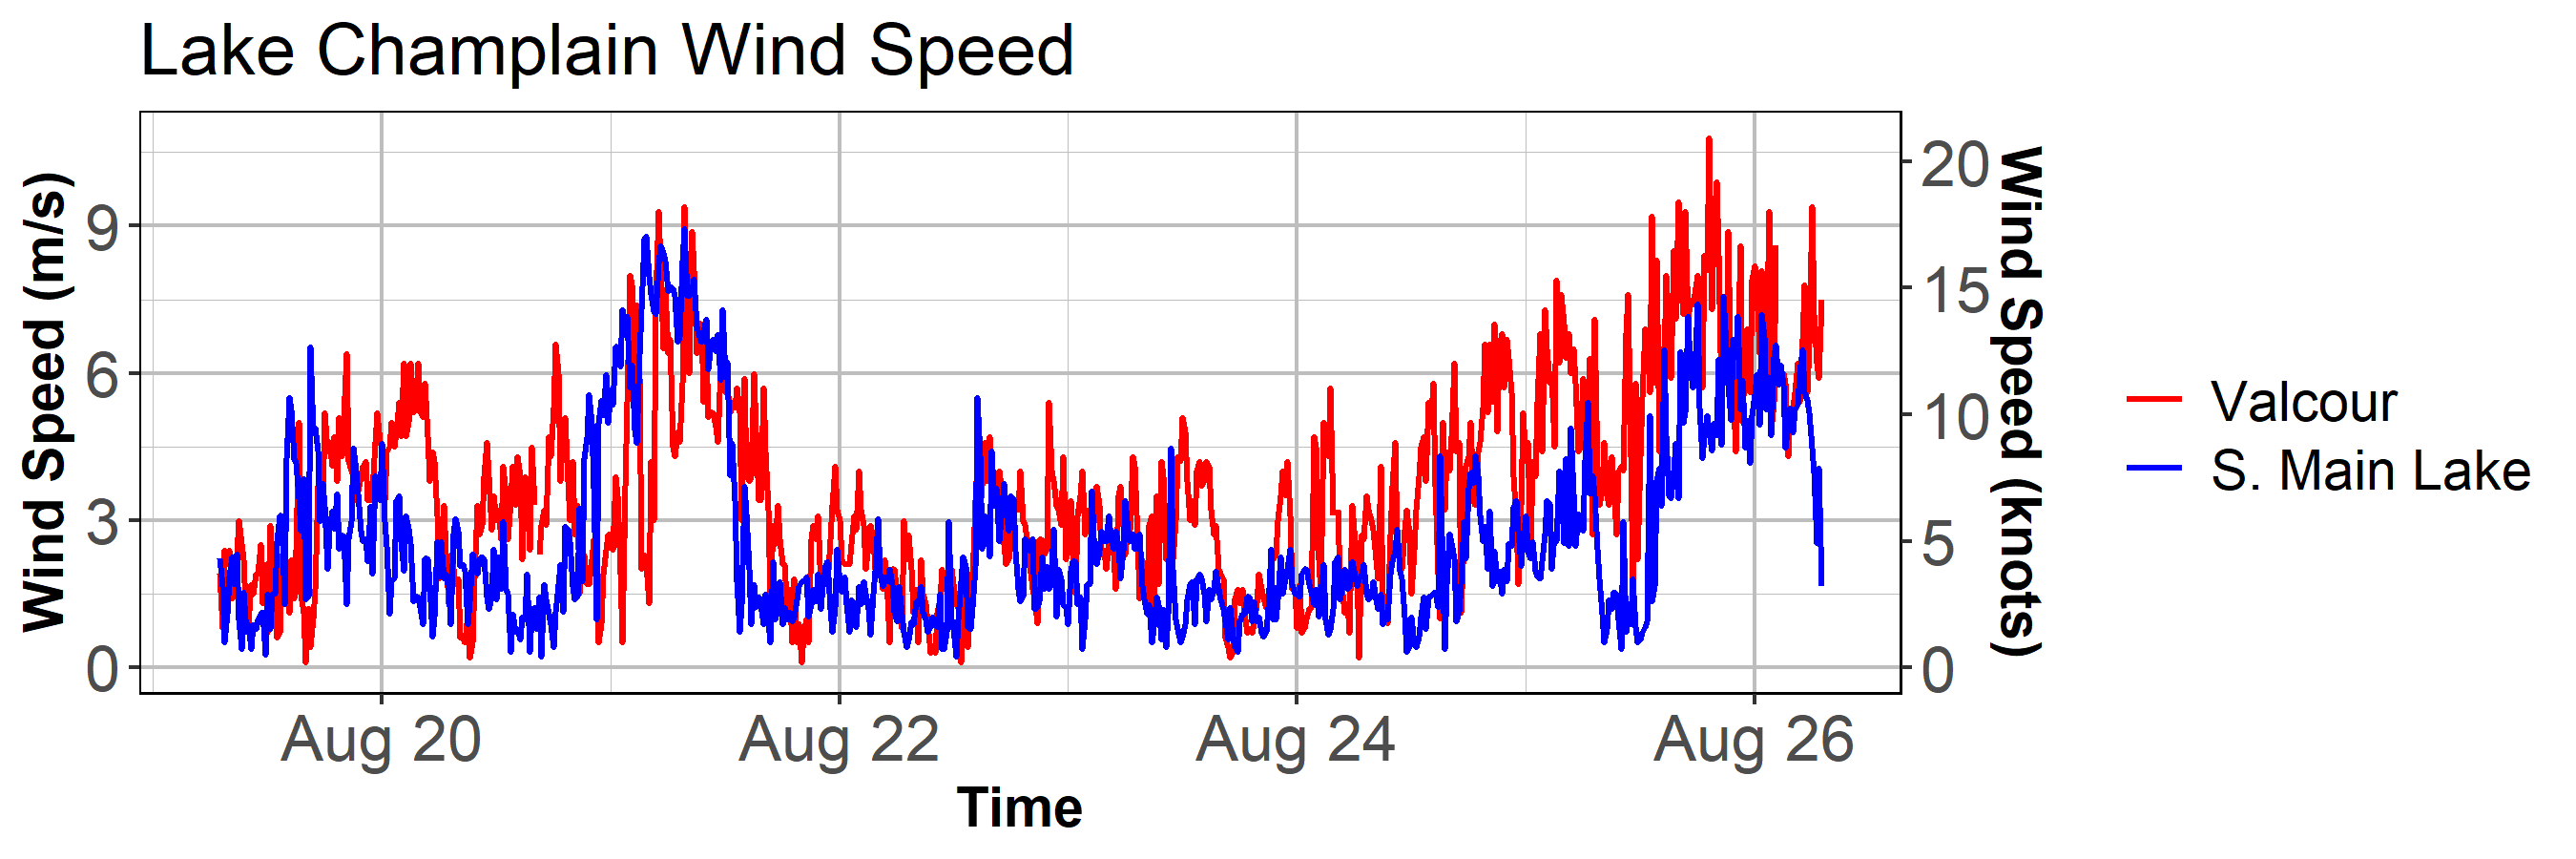 Lake Champlain Wind Speed
Wind Speed (m/s)
9
6
3
0
20
15
10
5
0
Wind Speed (knots)
Aug 20
Aug 22
Aug 24
Aug 26
Time
Valcour
S. Main Lake